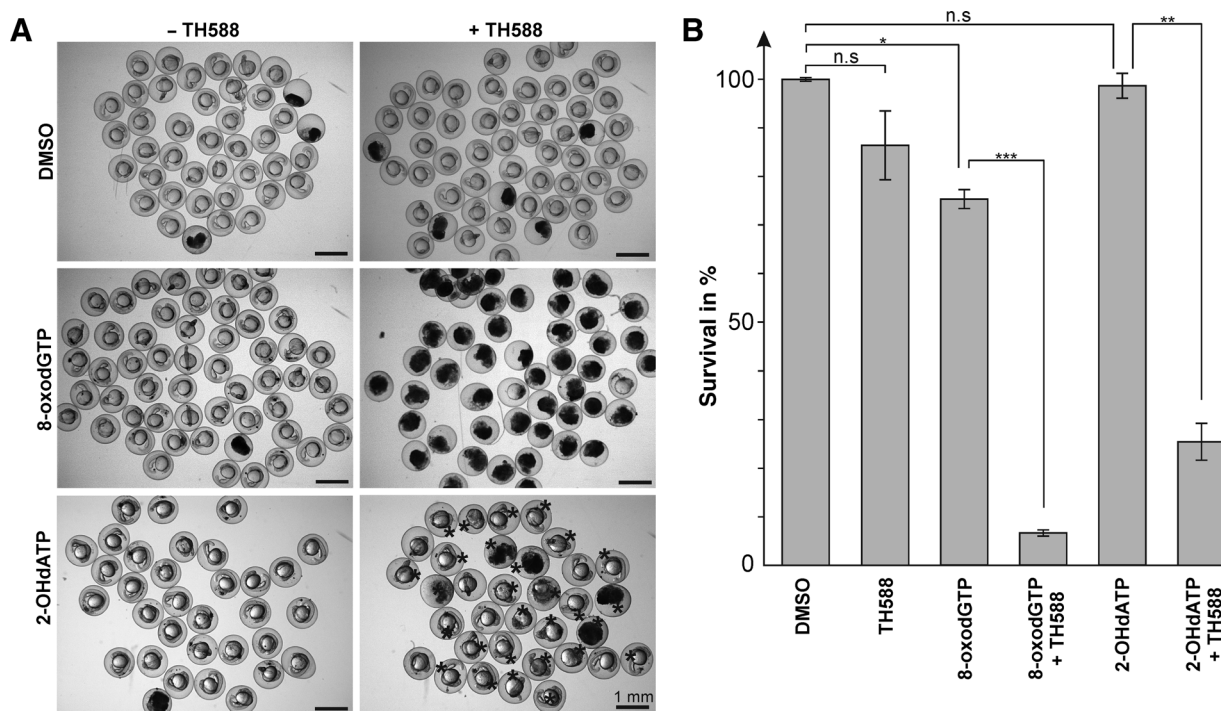 A
– TH588
+ TH588
DMSO
8-oxodGTP
2-OHdATP
1 mm
B
n.s
**
*
n.s
***
Survival in %
100
50
0
DMSO
TH588
8-oxodGTP
8-oxodGTP
+ TH588
2-OHdATP
2-OHdATP
+ TH588